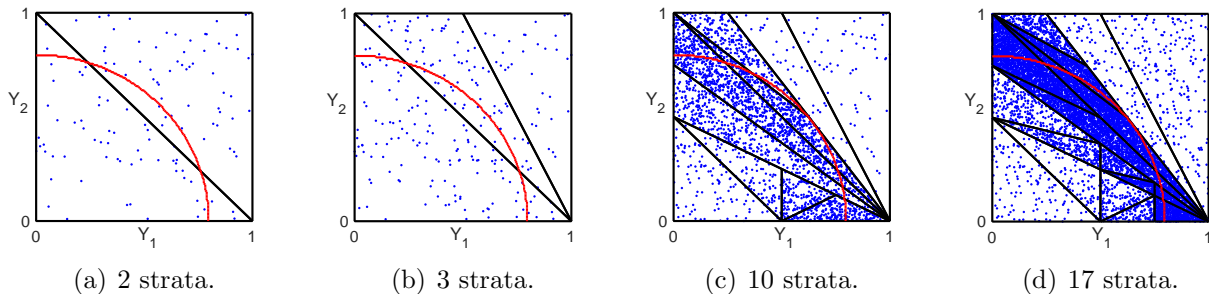 1 1 1 1
Y2 Y2 Y2 Y2
0 0 0 0
0 Y1 1 0 Y1 1 0 Y1 1 0 Y1 1
(a) 2 strata. (b) 3 strata. (c) 10 strata. (d) 17 strata.